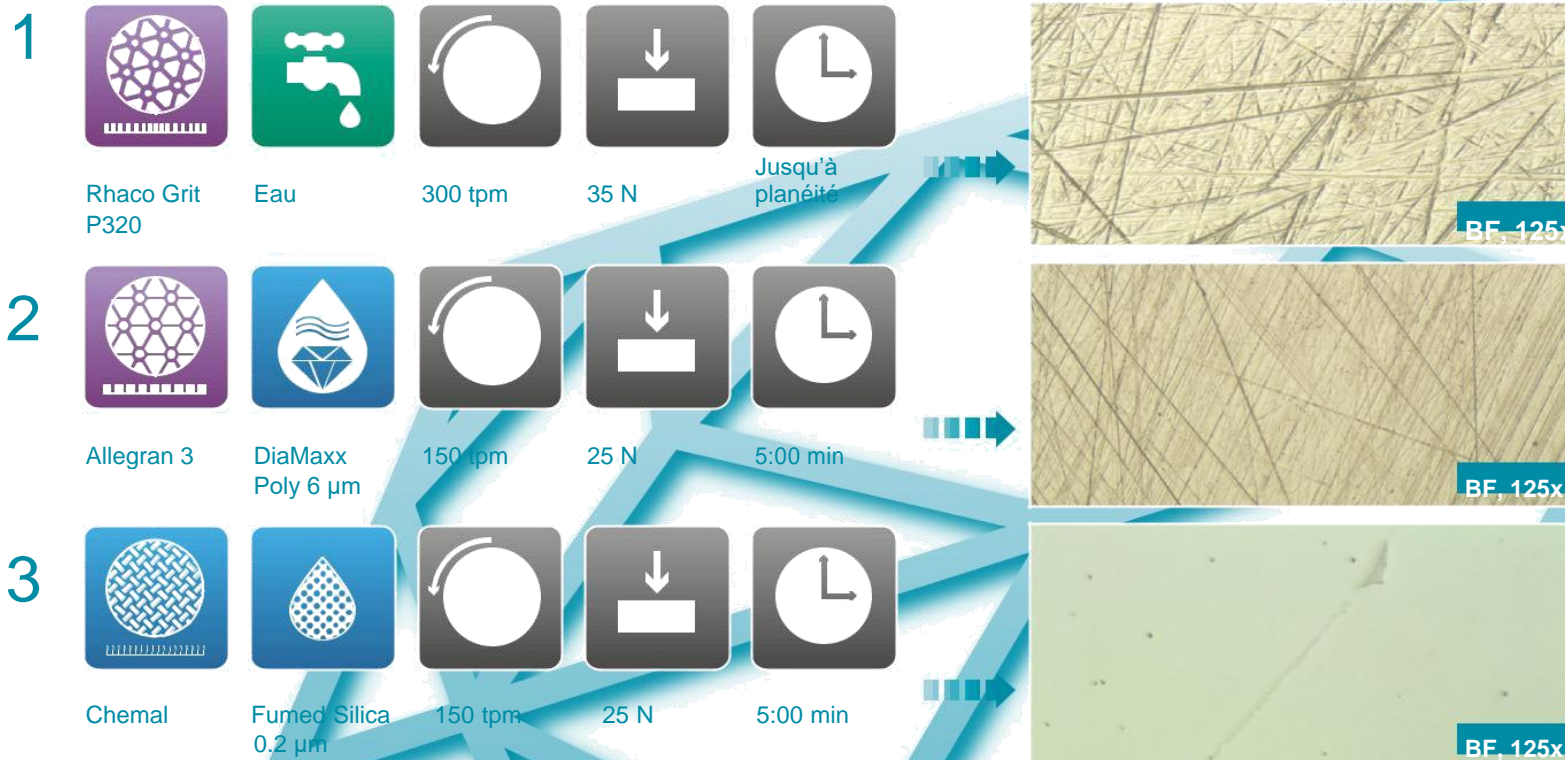 1
Rhaco Grit
P320
Eau
300 tpm
35 N
Jusqu'à
planéité
BF, 125x
2
Allegran 3
DiaMaxx
Poly 6 µm
150 tpm
25 N
5:00 min
BF, 125x
3
Chemal
Fumed Silica
0.2 µm
150 tpm
25 N
5:00 min
BF, 125x